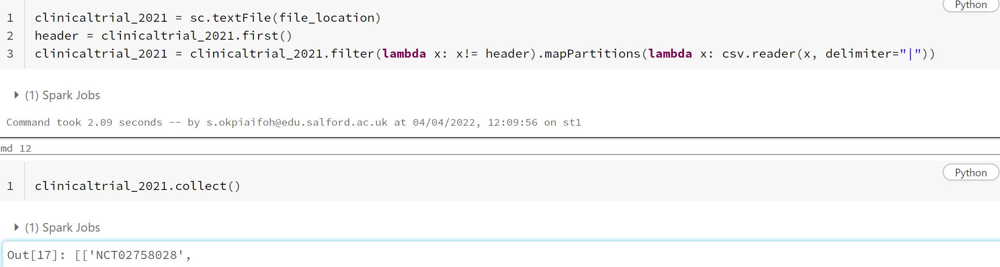 Python
1 clinicaltrial_2021 = sc.textFile(file_location)
2 header = clinicaltrial_2021.first()
3 clinicaltrial_2021 = clinicaltrial_2021.filter(lambda x: x!= header).mapPartitions(lambda x: csv.reader(x, delimiter="|"))
(1) Spark Jobs
Command took 2.09 seconds -- by s.okpiaifoh@edu.salford.ac.uk at 04/04/2022, 12:09:56 on st1
md 12
Python
1 clinicaltrial_2021.collect()
(1) Spark Jobs
Out[17]: [['NCT02758028',